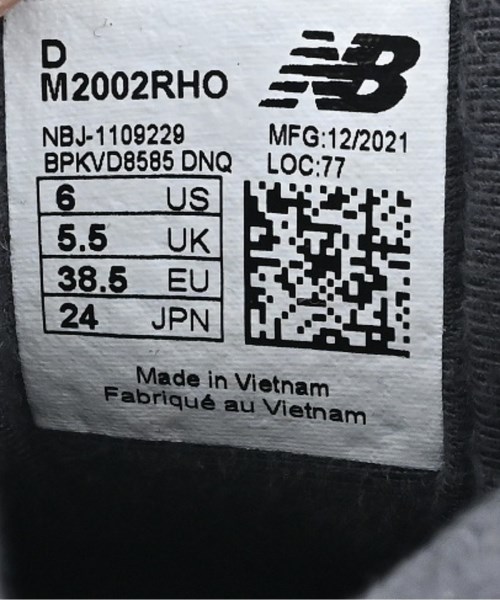 D
M2002RHO
NB
NBJ-1109229
MFG:12/2021
BPKVD8585 DNQ
LOC:77
6 US
5.5 UK
38.5 EU
24 JPN
Made in Vietnam
Fabriqué au Vietnam